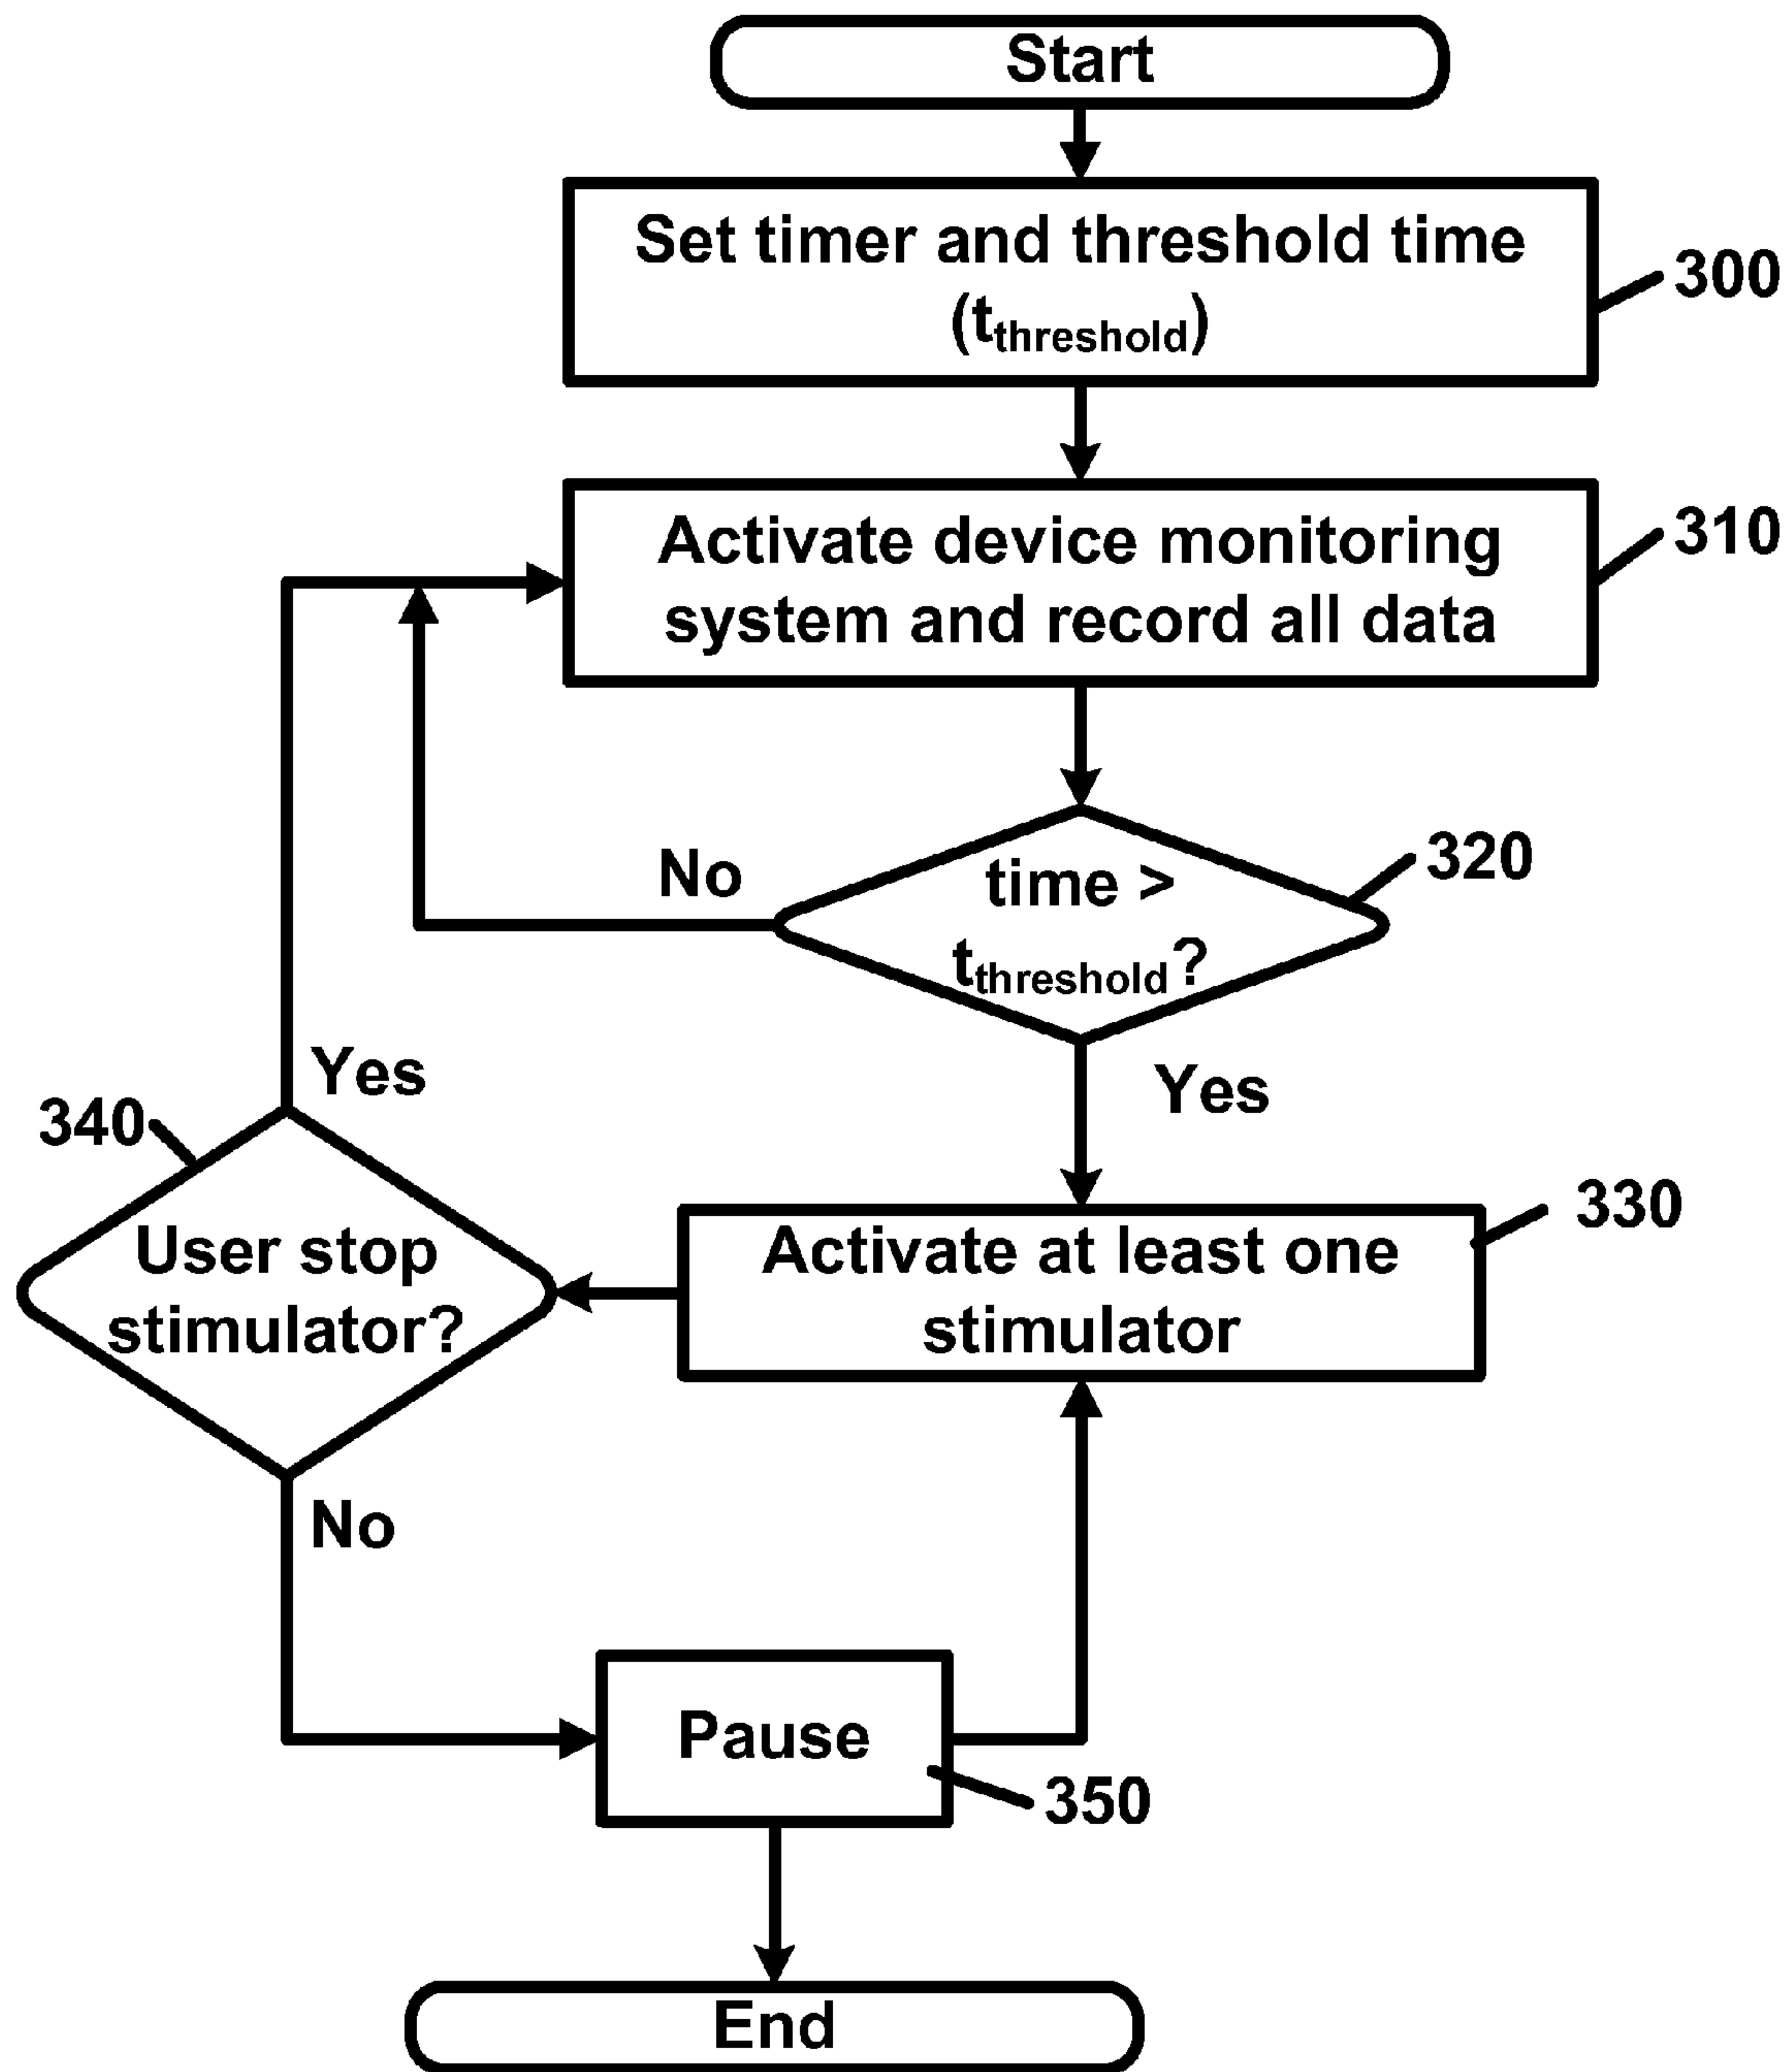 Start
Set timer and threshold time
(tthreshold)
300
Activate device monitoring
system and record all data
310
No
time >
tthreshold?
320
Yes
Yes
340
User stop
stimulator?
Activate at least one
stimulator
330
No
Pause
350
End